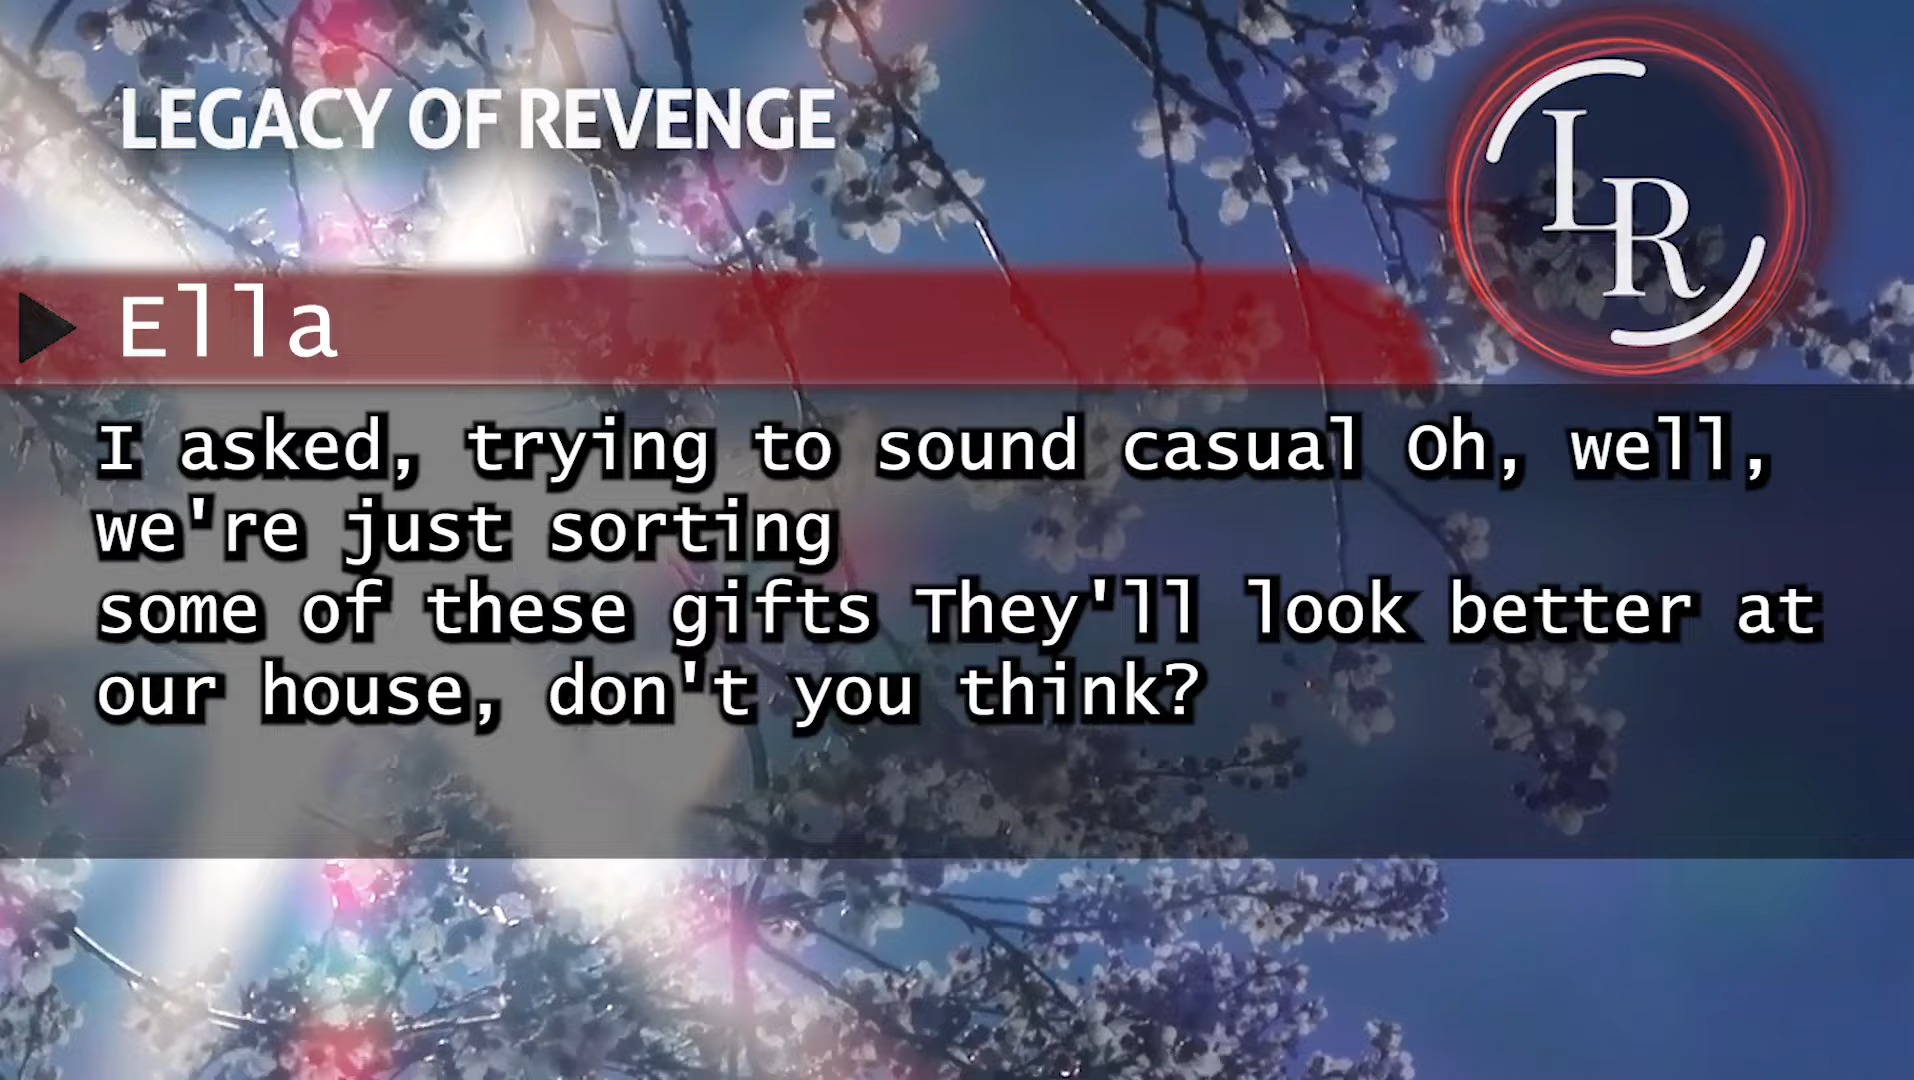 LEGACY OF REVENGE
LR
Ella
I asked, trying to sound casual Oh, well,
we're just sorting
some of these gifts They'll look better at
our house, don't you think?